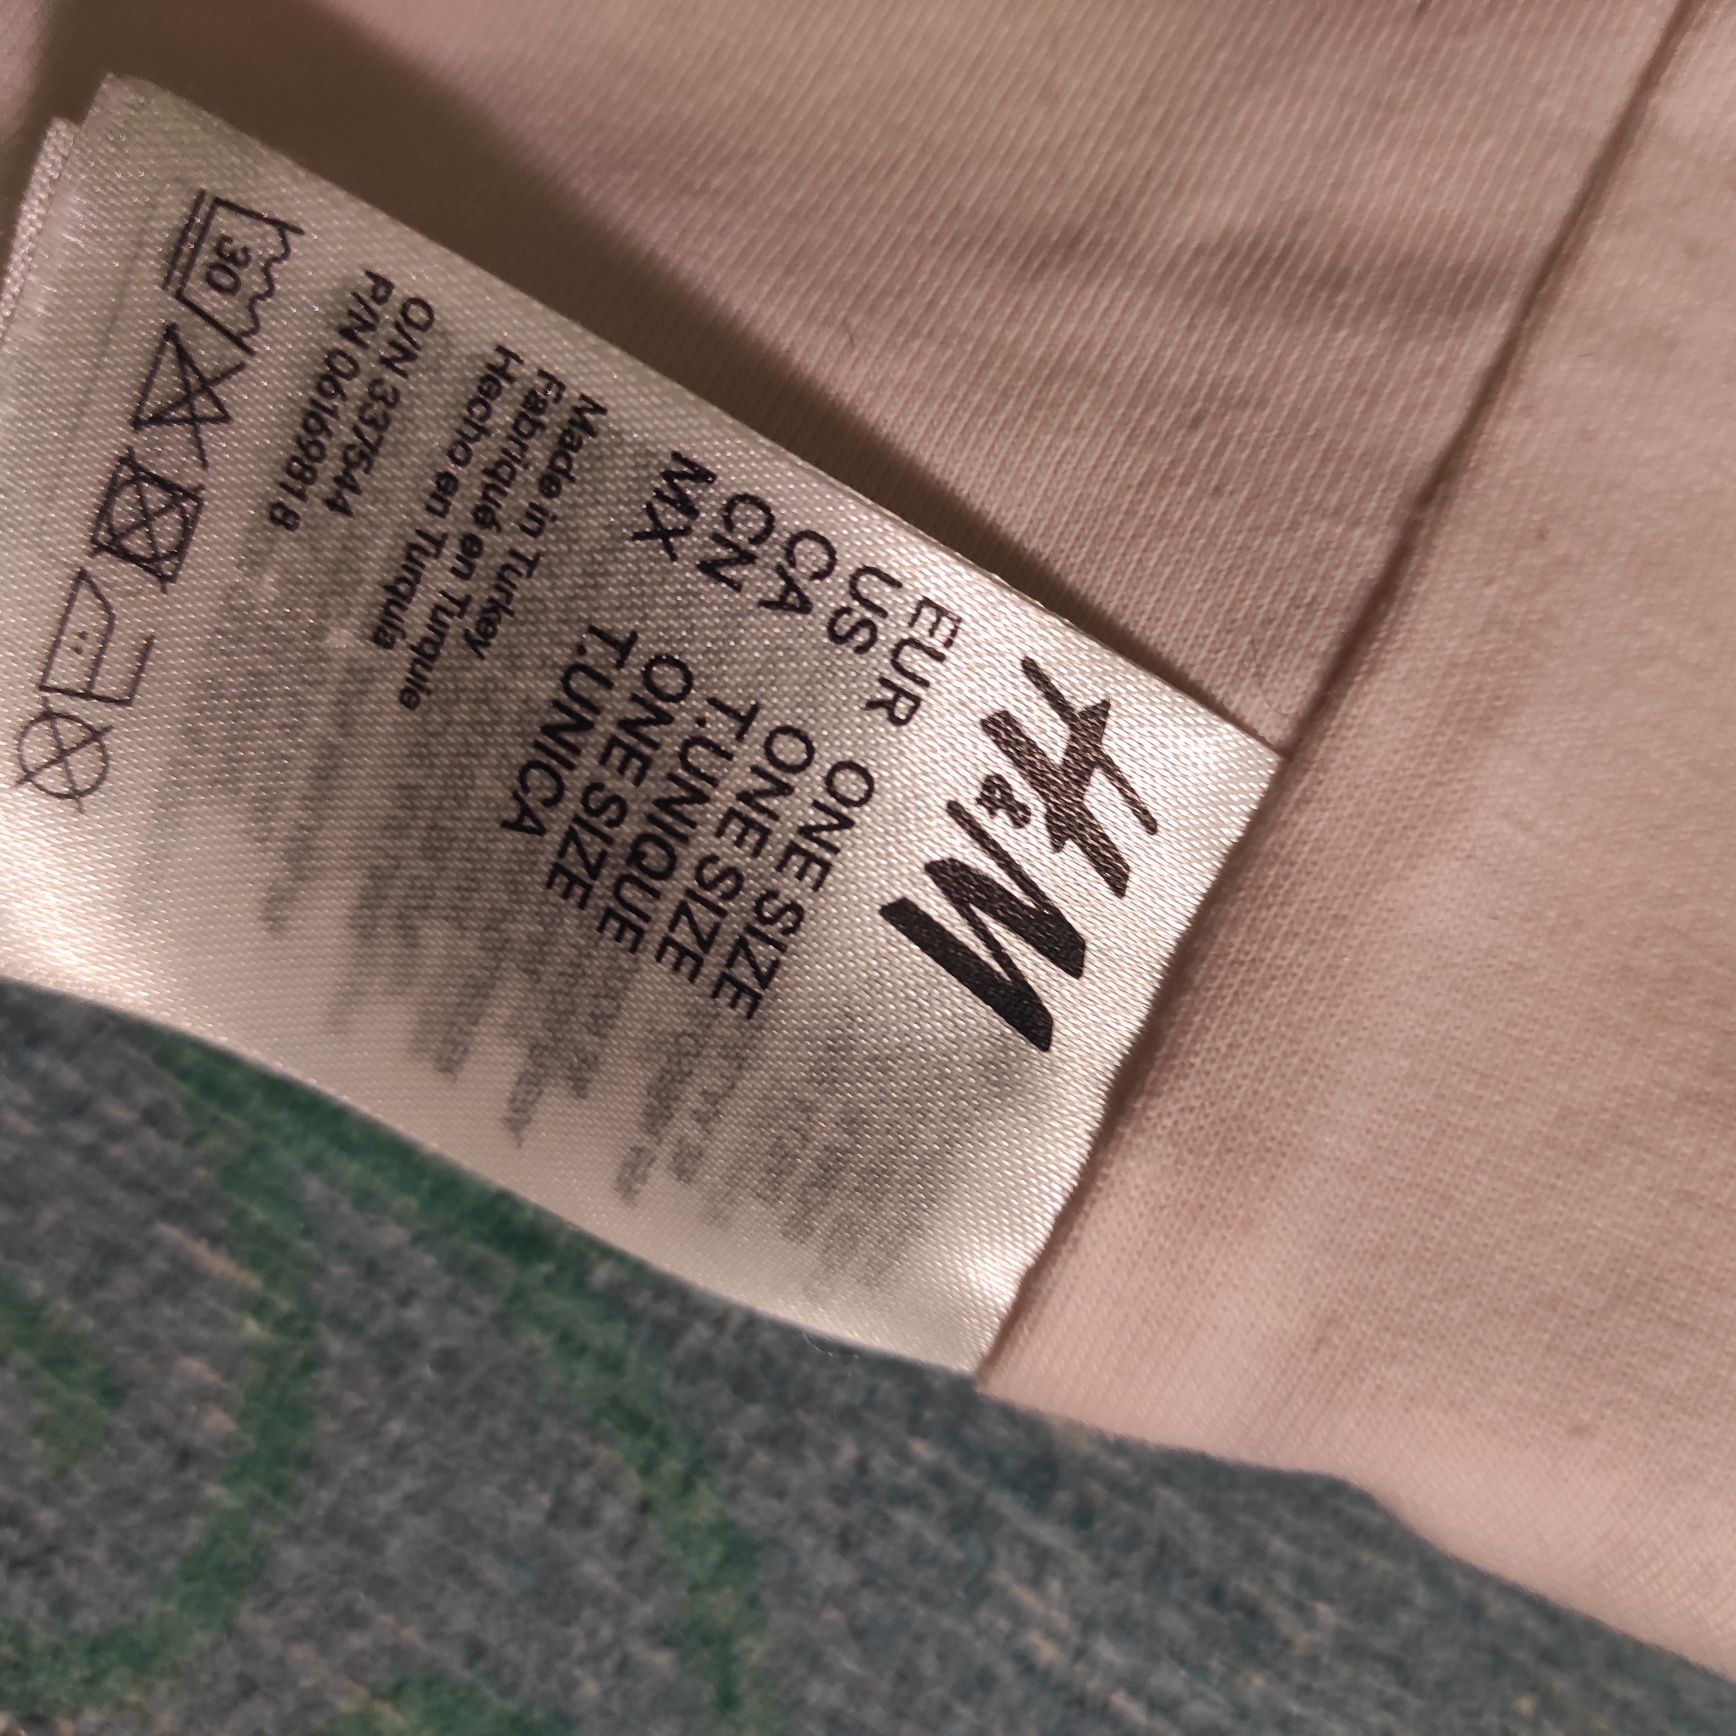 H&M
EUR ONE SIZE
US ONE SIZE
CA T.UNIQUE
CN ONE SIZE
MX T.UNICA
Made in Turkey
Fabriqué en Turquie
Hecho en Turquía
O/N 337544
P/N 0616981 8
30